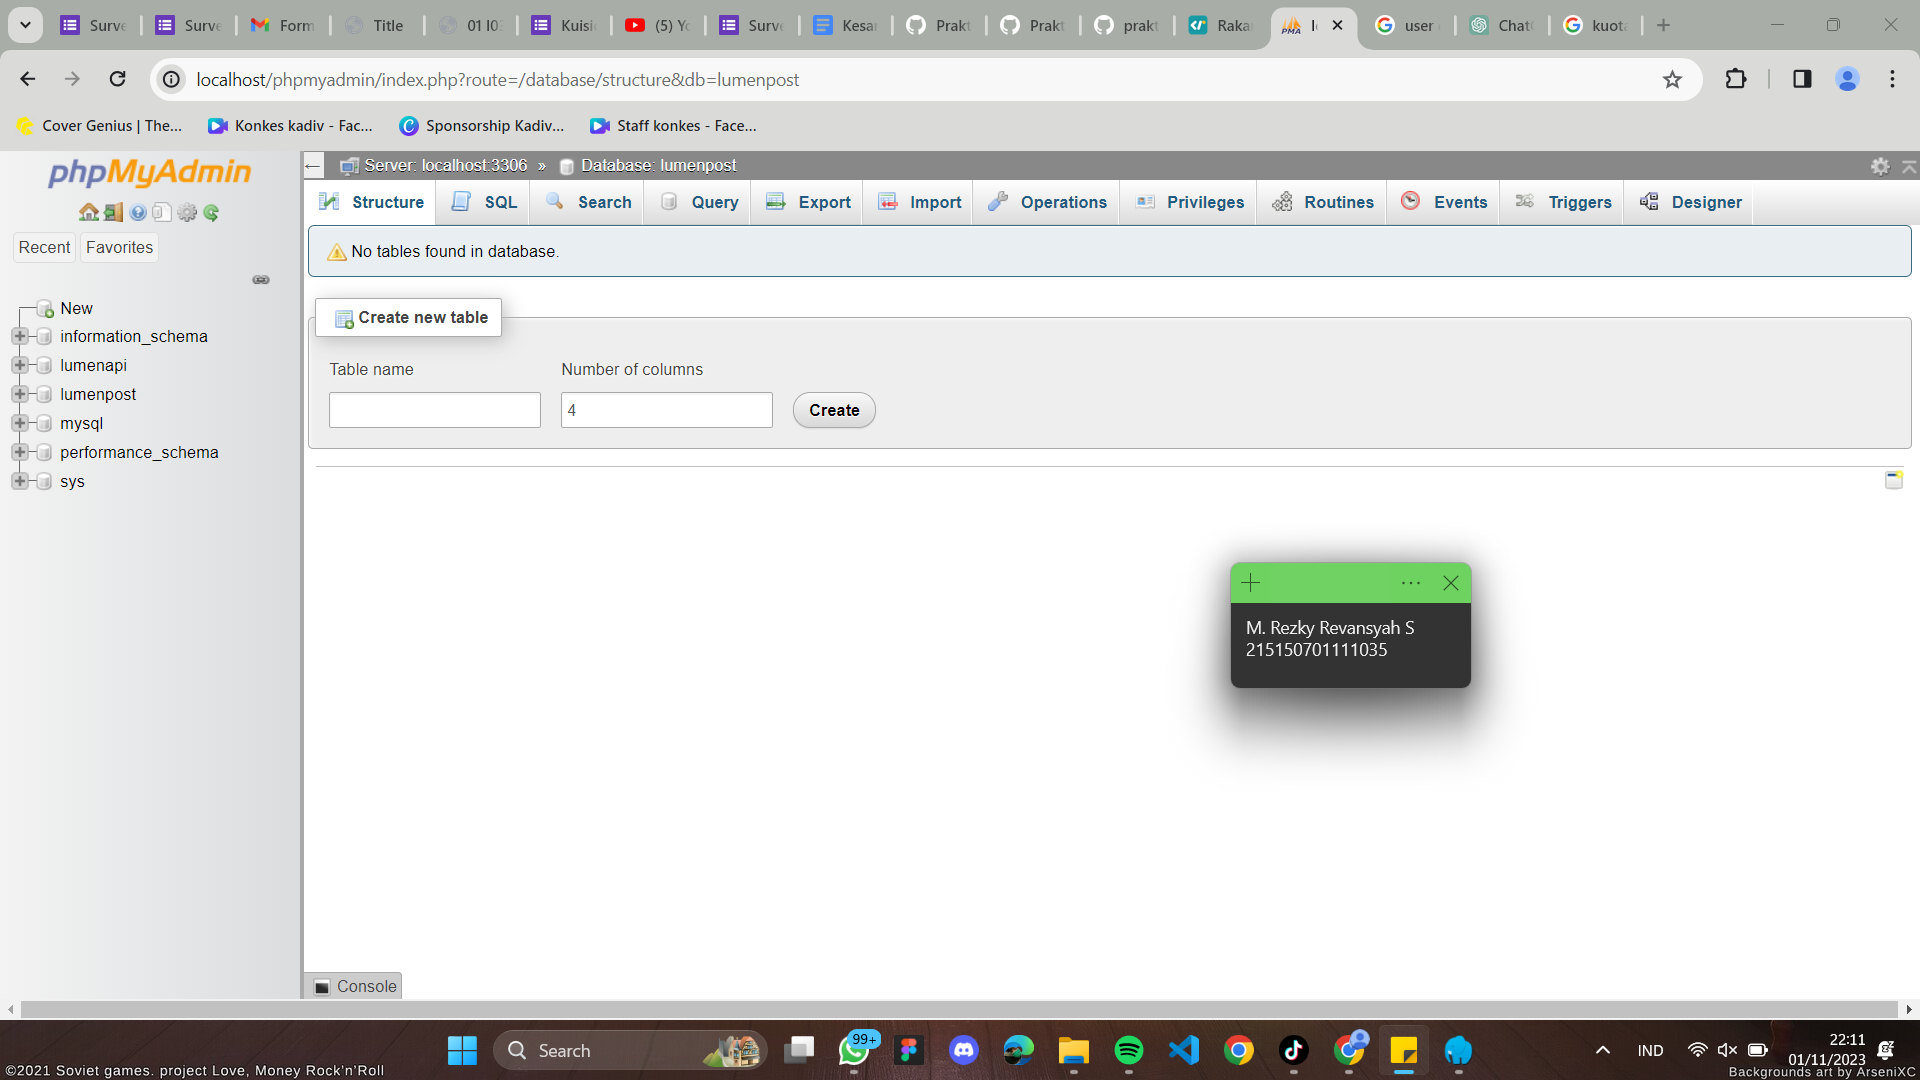 Surve
Surve
Form
Title
01 I0
Kuisi
(5) Yo
Surve
Kesar
Prakt
Prakt
prakt
Raka
user
Chat
kuota
localhost/phpmyadmin/index.php?route=/database/structure&db=lumenpost
Cover Genius | The...
Konkes kadiv - Fac...
Sponsorship Kadiv...
Staff konkes - Face...
phpMyAdmin
Recent
Favorites
New
information_schema
lumenapi
lumenpost
mysql
performance_schema
sys
Server: localhost:3306 » Database: lumenpost
Structure
SQL
Search
Query
Export
Import
Operations
Privileges
Routines
Events
Triggers
Designer
No tables found in database.
Create new table
Table name
Number of columns
4
Create
M. Rezky Revansyah S
215150701111035
Console
Search
99+
IND
22:11
01/11/2023
©2021 Soviet games. project Love, Money Rock'n'Roll
Backgrounds art by ArseniXC